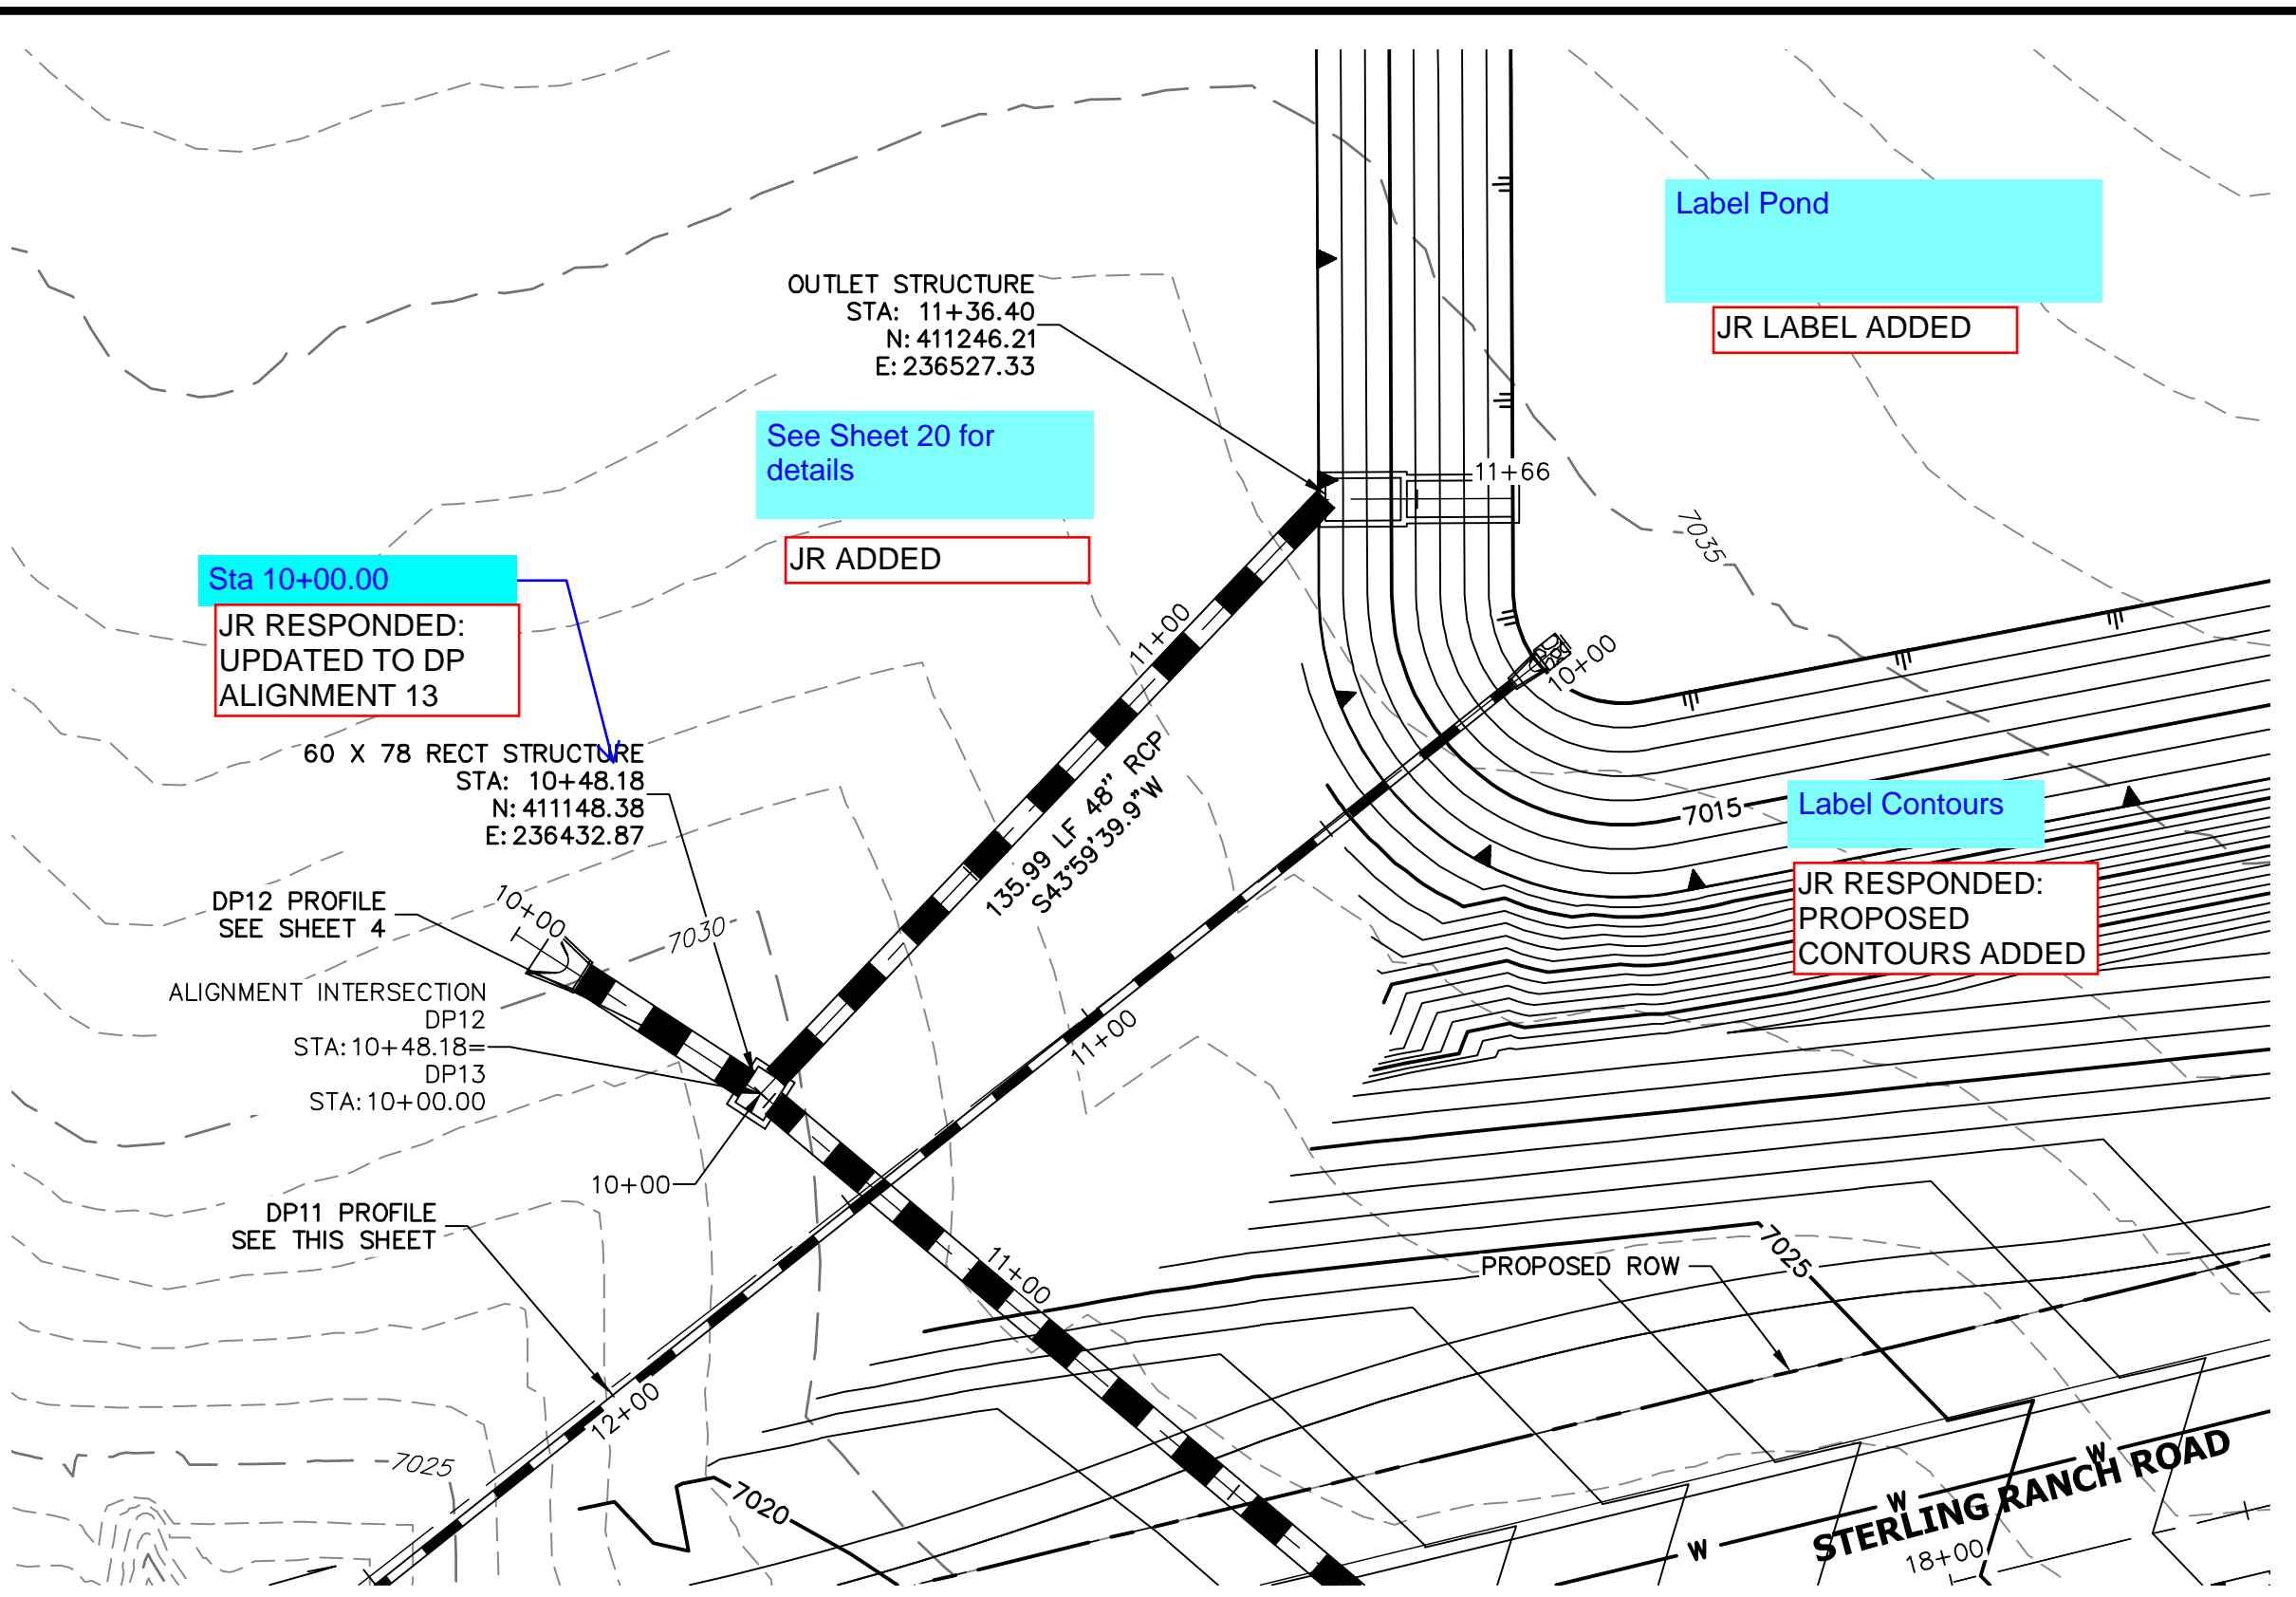 Label Pond
JR LABEL ADDED
OUTLET STRUCTURE
STA: 11+36.40
N: 411246.21
E: 236527.33
See Sheet 20 for
details
JR ADDED
11+66
7035
Sta 10+00.00
JR RESPONDED:
UPDATED TO DP
ALIGNMENT 13
11+00
10+00
60 X 78 RECT STRUCTURE
STA: 10+48.18
N: 411148.38
E: 236432.87
135.99 LF 48" RCP
S43°59'39.9"W
7015
Label Contours
JR RESPONDED:
PROPOSED
CONTOURS ADDED
DP12 PROFILE
SEE SHEET 4
10+00
7030
ALIGNMENT INTERSECTION
DP12
STA: 10+48.18=
DP13
STA: 10+00.00
11+00
10+00
DP11 PROFILE
SEE THIS SHEET
11+00
PROPOSED ROW
7025
12+00
7025
7020
W
W
W
STERLING RANCH ROAD
18+00